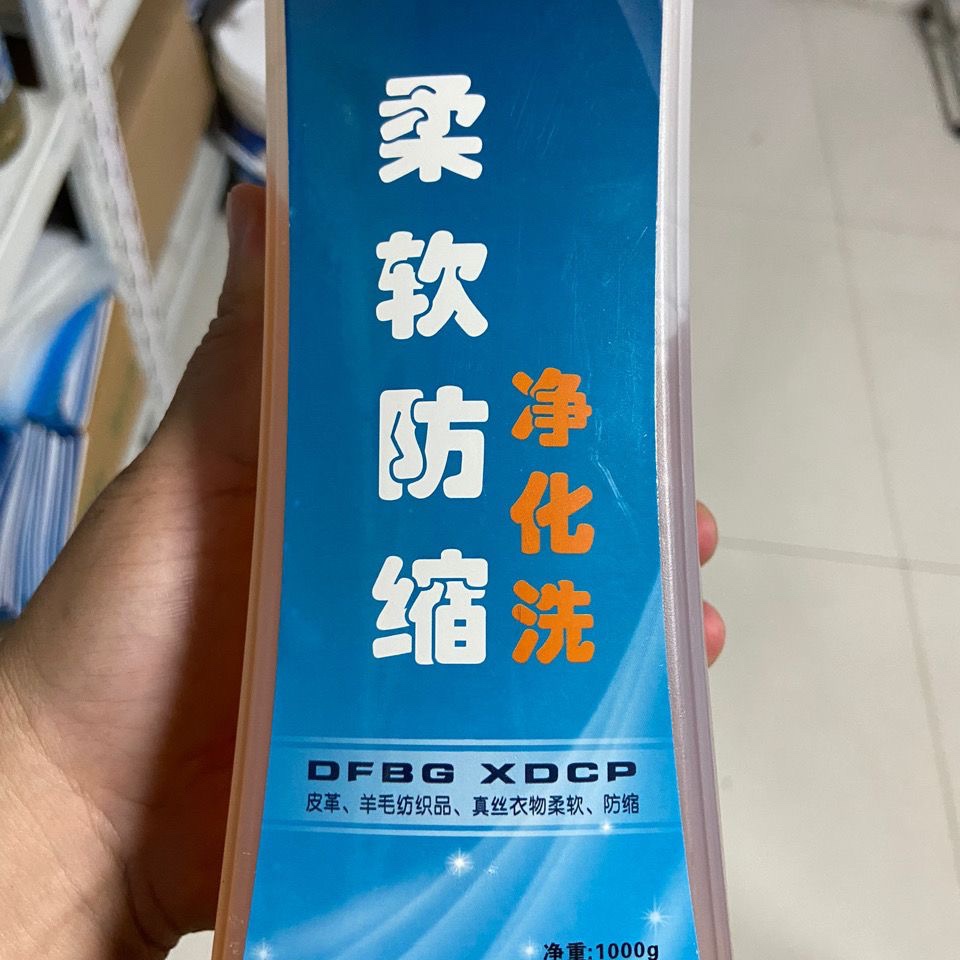 柔软防缩
净化洗
DFBG XDCP
皮革、羊毛纺织品、真丝衣物柔软、防缩
净重:1000g